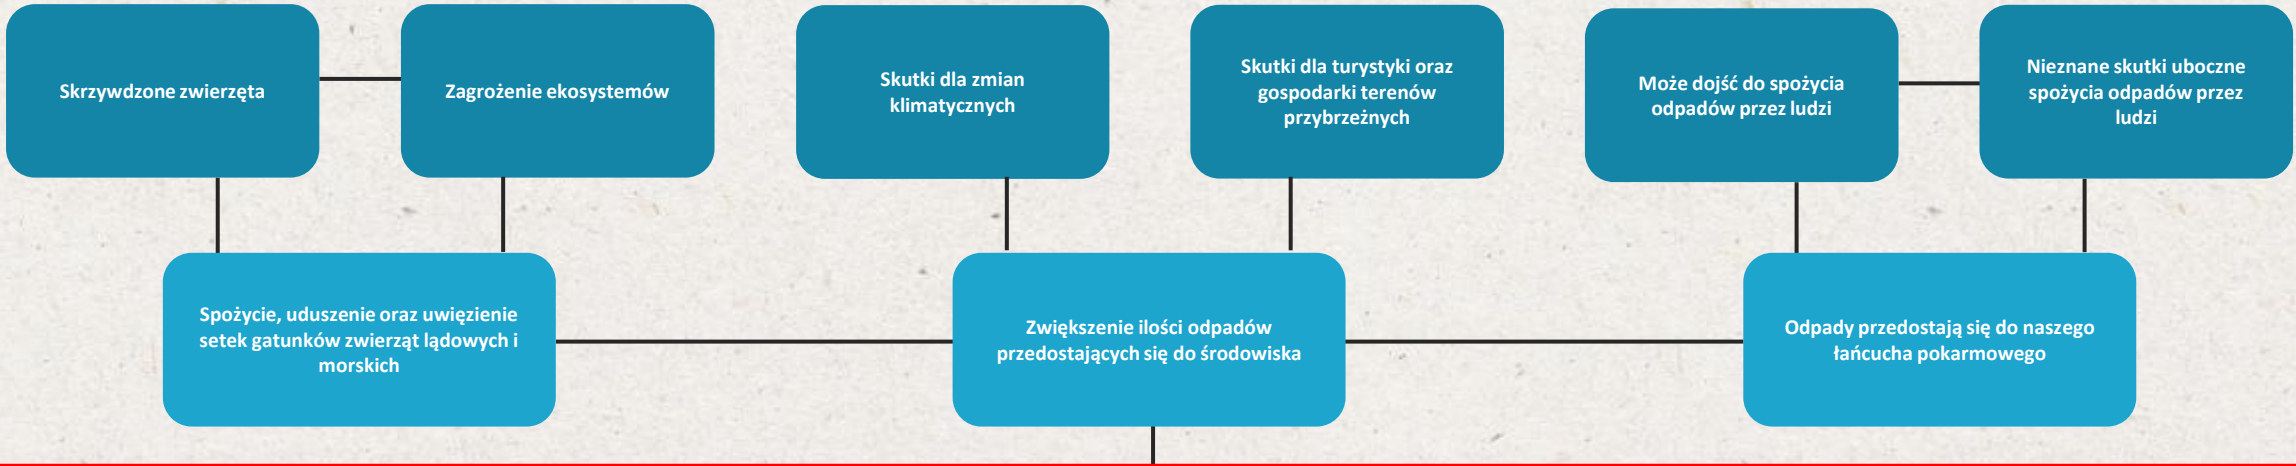 Skrzywdzone zwierzęta
Zagrożenie ekosystemów
Skutki dla zmian
klimatycznych
Skutki dla turystyki oraz
gospodarki terenów
przybrzeżnych
Może dojść do spożycia
odpadów przez ludzi
Nieznane skutki uboczne
spożycia odpadów przez
ludzi
Spożycie, uduszenie oraz uwięzienie
setek gatunków zwierząt lądowych i
morskich
Zwiększenie ilości odpadów
przedostających się do środowiska
Odpady przedostają się do naszego
łańcucha pokarmowego